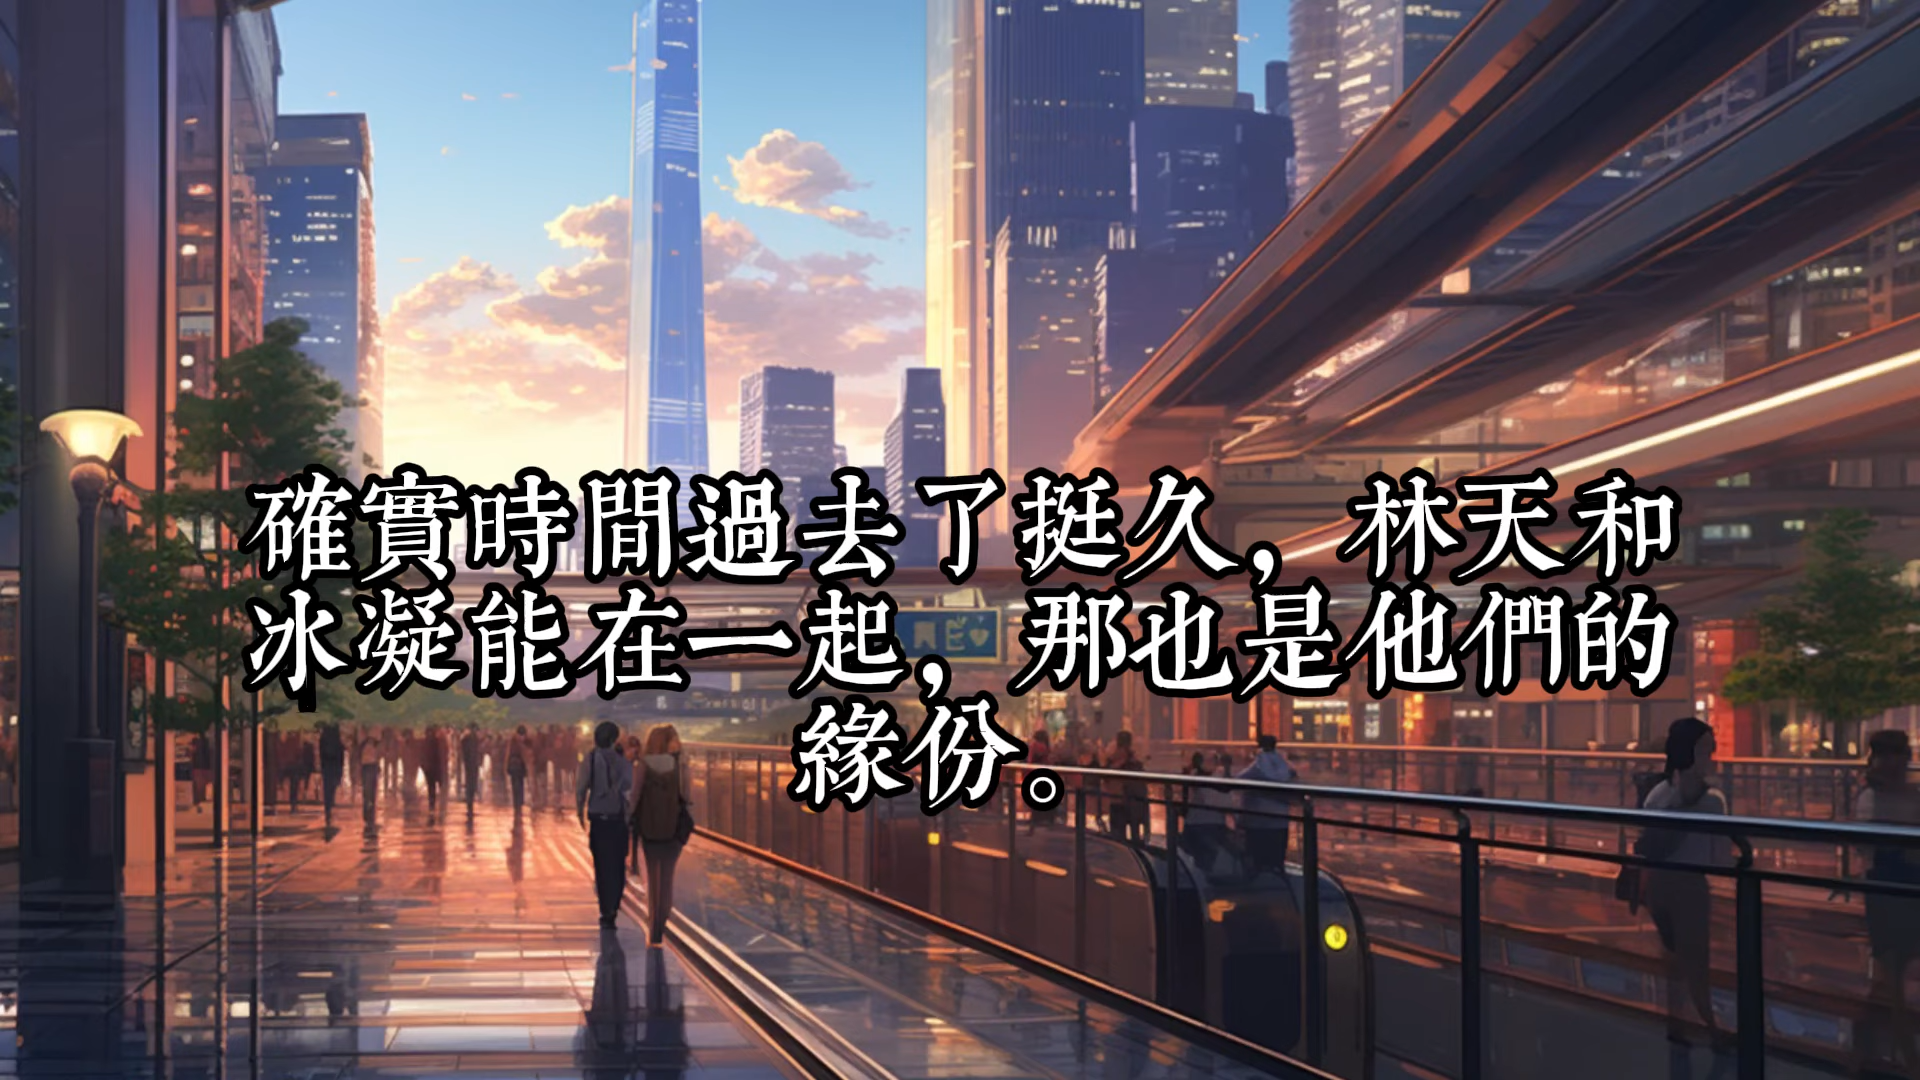 確實時間過去了挺久，林天和
冰凝能在一起，那也是他們的
緣份。